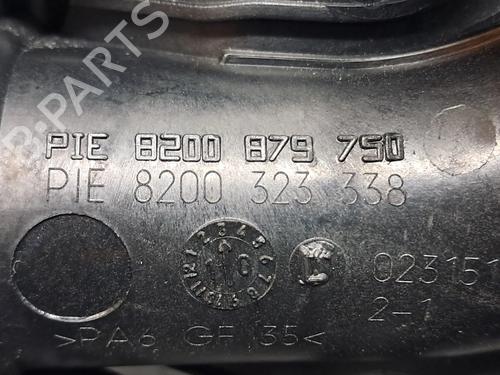 PIE 8200 879 750
PIE 8200 323 338
023151
2-1
>PA6 GF 35<
B-PARTS